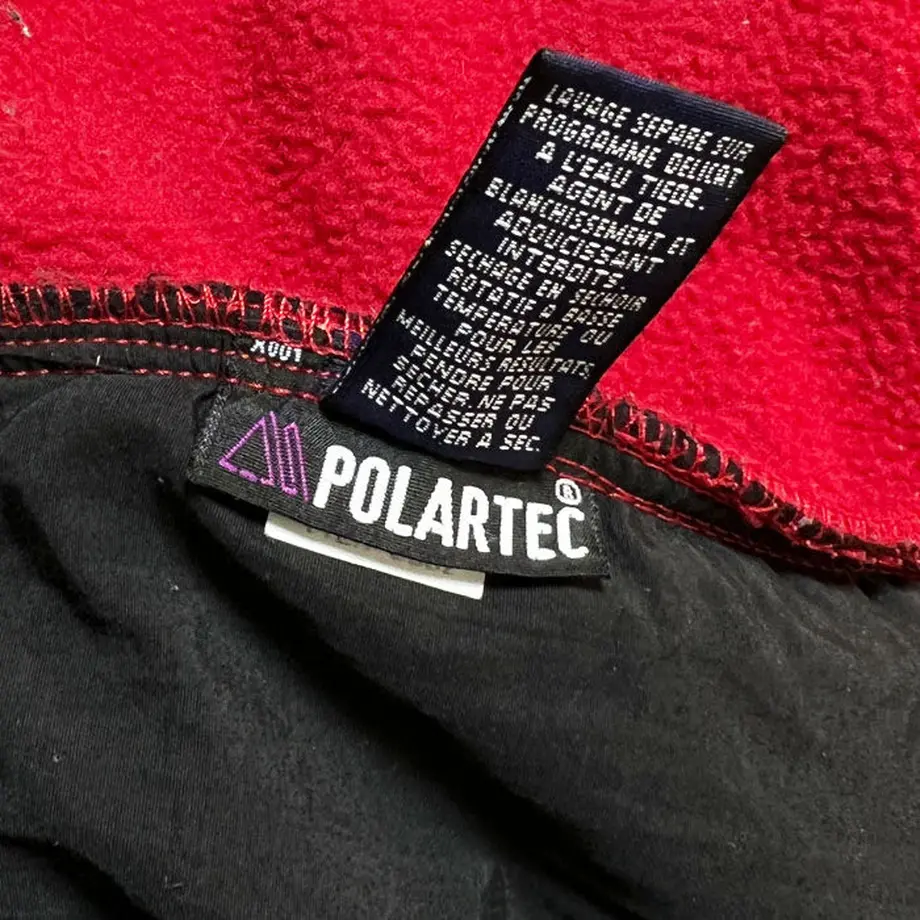 LAVAGE SEPARE SUR
PROGRAMME DELICAT
A L'EAU TIEDE.
AGENT DE
BLANCHISSEMENT ET
ADOUCISSANT
INTERDITS.
SECHAGE EN SECHOIR
ROTATIF A BASE
TEMPERATURE OU
POUR LES
MEILLEURS RESULTATS
PENDRE POUR
SECHER. NE PAS
REPASSER OU
NETTOYER A SEC.
X001
POLARTEC®